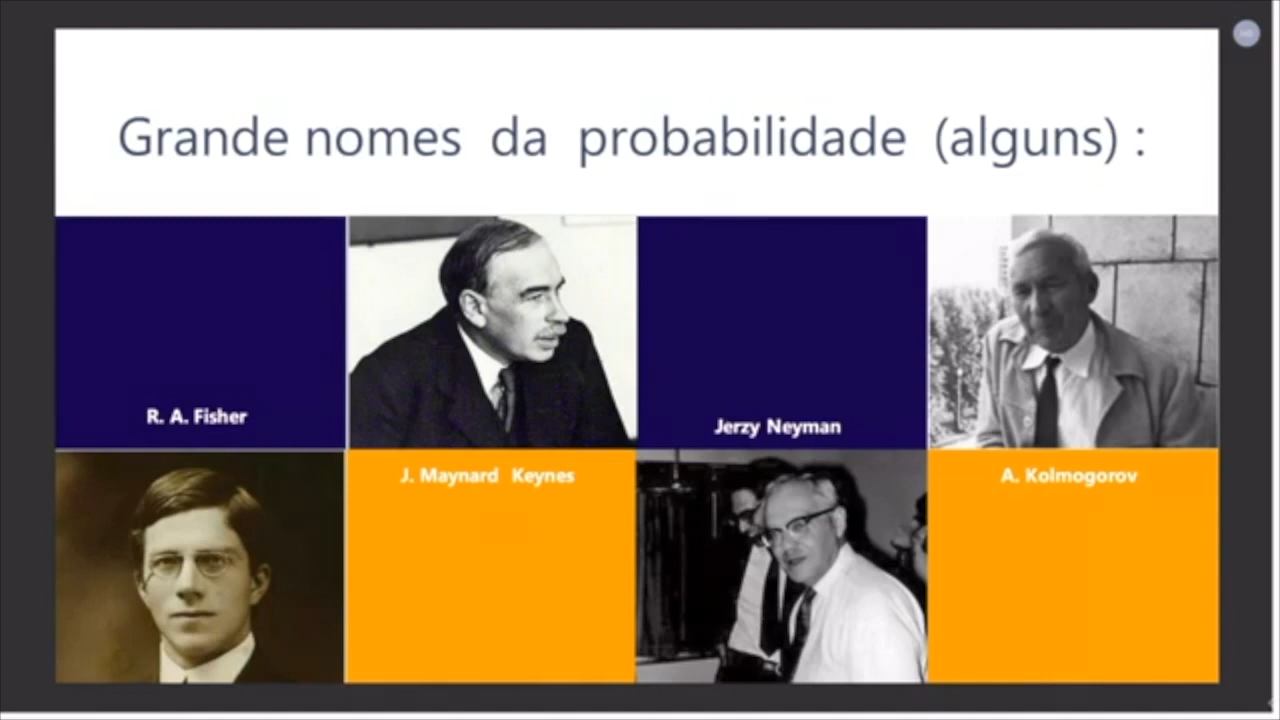 Grande nomes da probabilidade (alguns) :
R. A. Fisher
Jerzy Neyman
J. Maynard Keynes
A. Kolmogorov